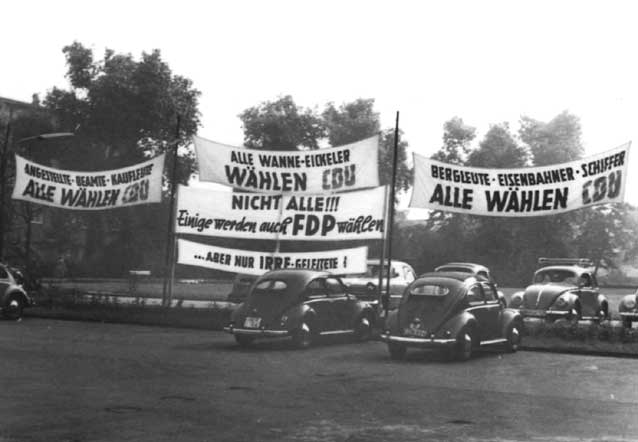 ANGESTELLTE · BEAMTE · KAUFLEUTE
ALLE WÄHLEN CDU
ALLE WANNE-EICKELER
WÄHLEN CDU
NICHT ALLE!!!
Einige werden auch FDP wählen
...ABER NUR IRRE-GELEITETE!
BERGLEUTE · EISENBAHNER · SCHIFFER
ALLE WÄHLEN CDU